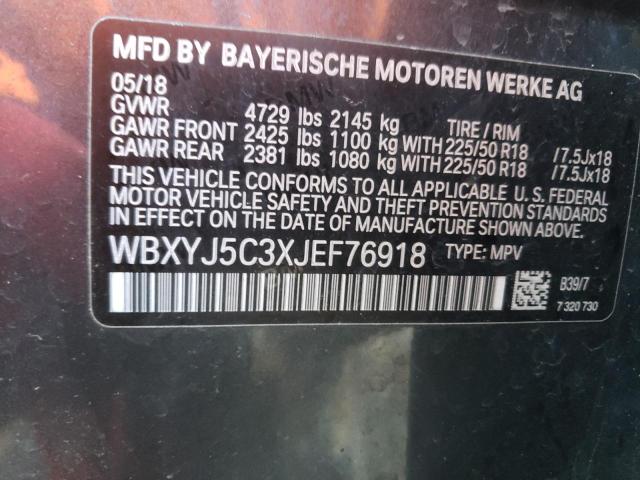 MFD BY BAYERISCHE MOTOREN WERKE AG
05/18
GVWR 4729 lbs 2145 kg TIRE / RIM
GAWR FRONT 2425 lbs 1100 kg WITH 225/50 R18 / 7.5Jx18
GAWR REAR 2381 lbs 1080 kg WITH 225/50 R18 / 7.5Jx18
THIS VEHICLE CONFORMS TO ALL APPLICABLE U. S. FEDERAL
MOTOR VEHICLE SAFETY AND THEFT PREVENTION STANDARDS
IN EFFECT ON THE DATE OF MANUFACTURE SHOWN ABOVE
WBXYJ5C3XJEF76918 TYPE: MPV
B39/7
7 320 730